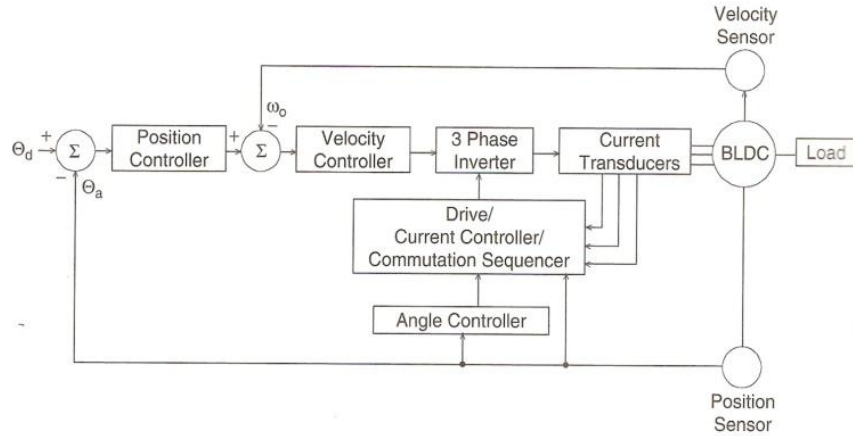 Velocity
Sensor
ωo
−
Θd
+
Σ
Position
Controller
+
Σ
Velocity
Controller
3 Phase
Inverter
Current
Transducers
BLDC
Load
−
Θa
Drive/
Current Controller/
Commutation Sequencer
Angle Controller
Position
Sensor